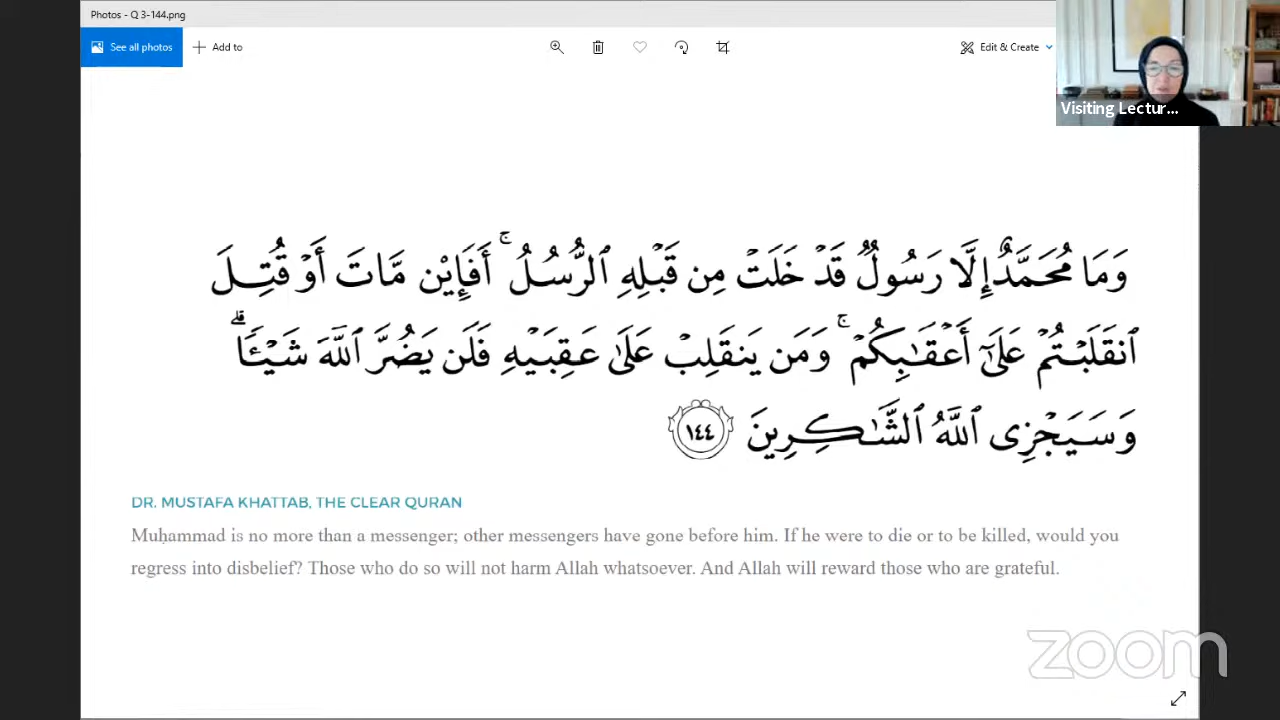 Photos - Q 3-144.png
See all photos
Add to
Edit & Create
Visiting Lectur...
وَمَا مُحَمَّدٌ إِلَّا رَسُولٌ قَدْ خَلَتْ مِن قَبْلِهِ ٱلرُّسُلُ ۚ أَفَإِي۟ن مَّاتَ أَوْ قُتِلَ
ٱنقَلَبْتُمْ عَلَىٰٓ أَعْقَـٰبِكُمْ ۚ وَمَن يَنقَلِبْ عَلَىٰ عَقِبَيْهِ فَلَن يَضُرَّ ٱللَّهَ شَيْـًٔا ۗ
وَسَيَجْزِى ٱللَّهُ ٱلشَّـٰكِرِينَ ١٤٤
DR. MUSTAFA KHATTAB, THE CLEAR QURAN
Muḥammad is no more than a messenger; other messengers have gone before him. If he were to die or to be killed, would you
regress into disbelief? Those who do so will not harm Allah whatsoever. And Allah will reward those who are grateful.
zoom